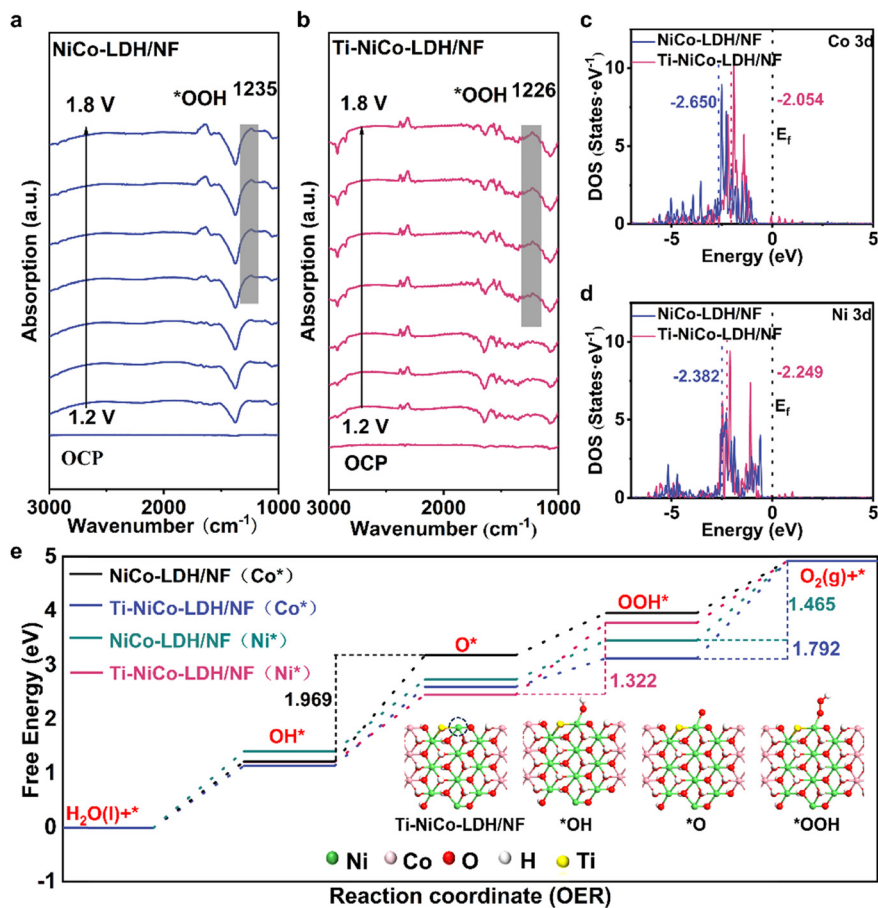 a
NiCo-LDH/NF
1.8 V
*OOH
1235
1.2 V
OCP
Absorption (a.u.)
3000
2000
1000
Wavenumber (cm⁻¹)
b
Ti-NiCo-LDH/NF
1.8 V
*OOH
1226
1.2 V
OCP
Absorption (a.u.)
3000
2000
1000
Wavenumber (cm⁻¹)
c
NiCo-LDH/NF
Ti-NiCo-LDH/NF
Co 3d
-2.650
-2.054
E_f
DOS (States·eV⁻¹)
10
5
0
-5
0
5
Energy (eV)
d
NiCo-LDH/NF
Ti-NiCo-LDH/NF
Ni 3d
-2.382
-2.249
E_f
DOS (States·eV⁻¹)
10
5
0
-5
0
5
Energy (eV)
e
NiCo-LDH/NF（Co*）
Ti-NiCo-LDH/NF（Co*）
NiCo-LDH/NF（Ni*）
Ti-NiCo-LDH/NF（Ni*）
Free Energy (eV)
5
4
3
2
1
0
-1
H₂O(l)+*
OH*
O*
OOH*
O₂(g)+*
1.969
1.322
1.465
1.792
Ti-NiCo-LDH/NF
*OH
*O
*OOH
Ni
Co
O
H
Ti
Reaction coordinate (OER)